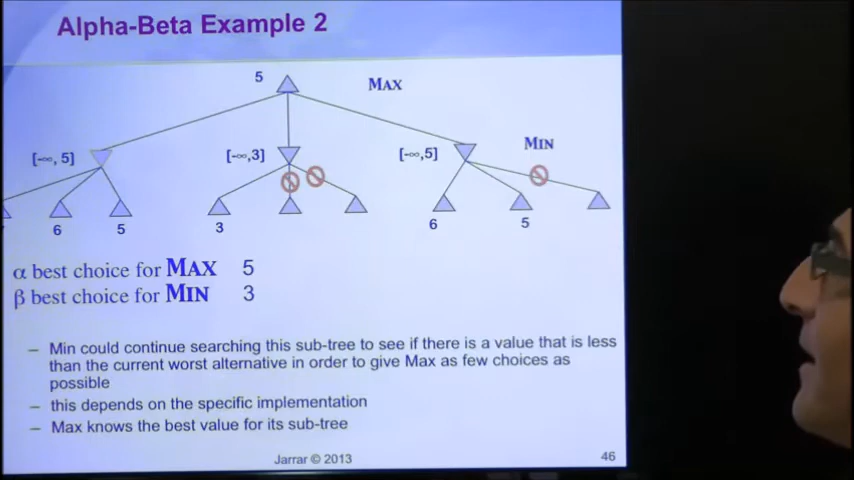 Alpha-Beta Example 2
5
MAX
[-∞, 5]
[-∞,3]
[-∞,5]
MIN
6
5
3
6
5
α best choice for MAX 5
β best choice for MIN 3
– Min could continue searching this sub-tree to see if there is a value that is less
than the current worst alternative in order to give Max as few choices as
possible
– this depends on the specific implementation
– Max knows the best value for its sub-tree
Jarrar © 2013
46